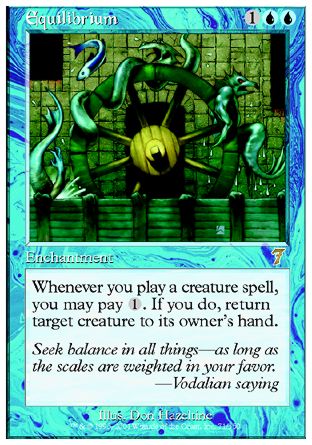 Equilibrium 1
Enchantment
Whenever you play a creature spell,
you may pay 1. If you do, return
target creature to its owner's hand.
Seek balance in all things—as long as
the scales are weighted in your favor.
—Vodalian saying
Illus. Don Hazeltine